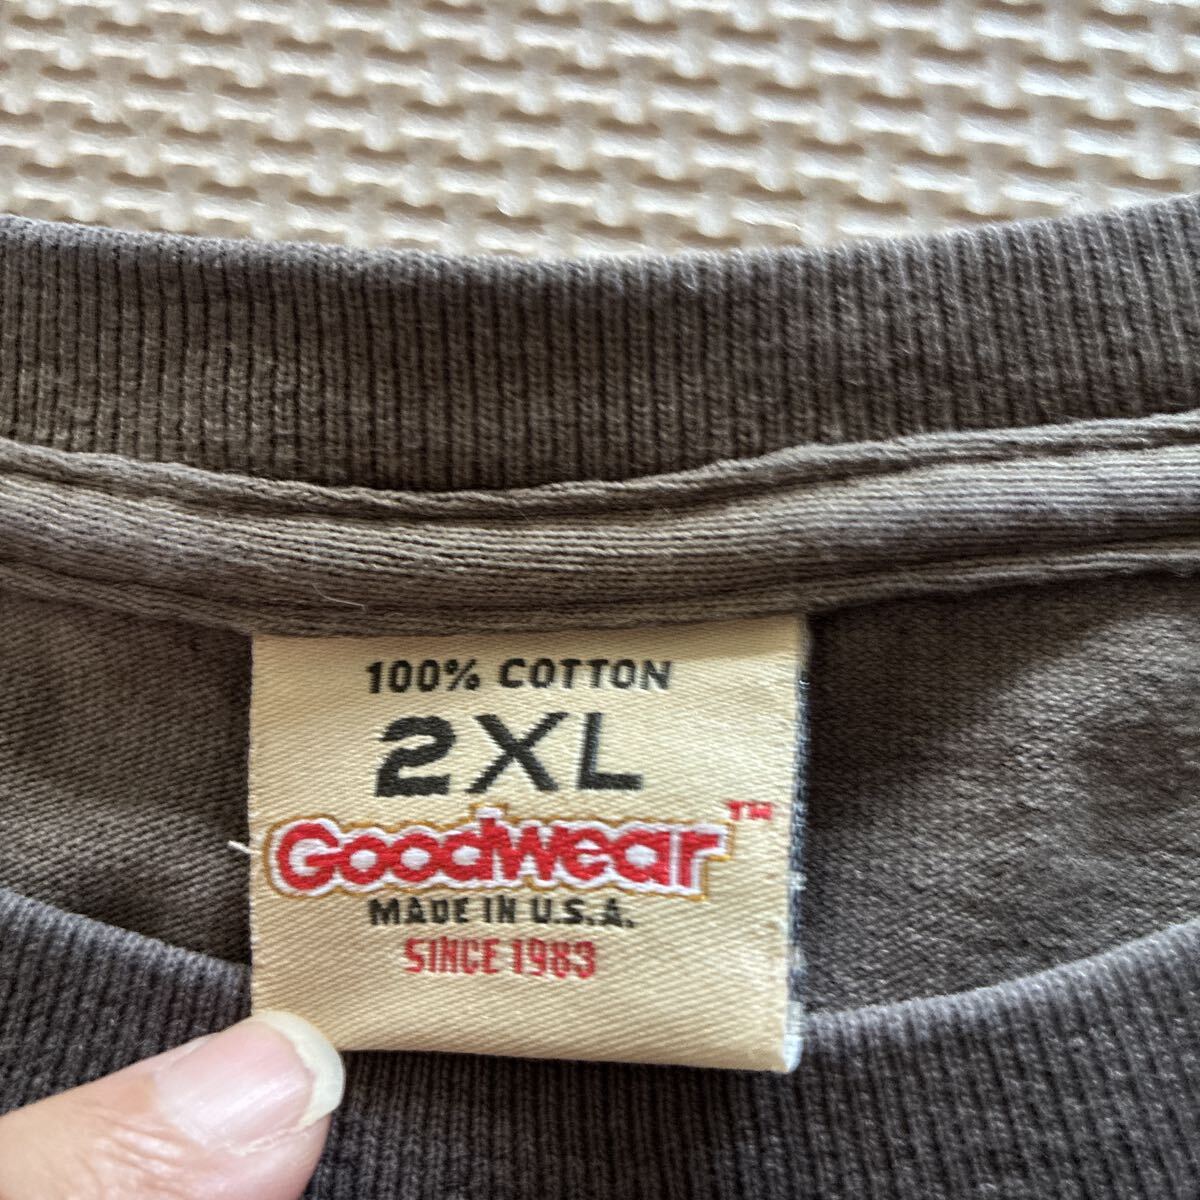 100% COTTON
2XL
Goodwear™
MADE IN U.S.A.
SINCE 1983